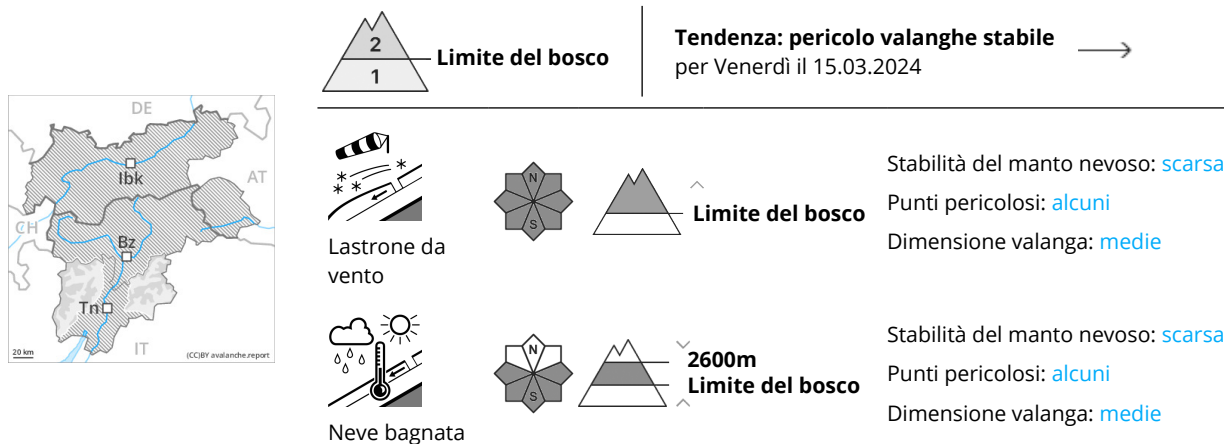 2
1
Limite del bosco
Tendenza: pericolo valanghe stabile
per Venerdì il 15.03.2024
DE
Ibk
AT
CH
Bz
Tn
IT
20 km
(CC)BY avalanche.report
Lastrone da
vento
N
S
Limite del bosco
Stabilità del manto nevoso: scarsa
Punti pericolosi: alcuni
Dimensione valanga: medie
Neve bagnata
N
S
2600m
Limite del bosco
Stabilità del manto nevoso: scarsa
Punti pericolosi: alcuni
Dimensione valanga: medie